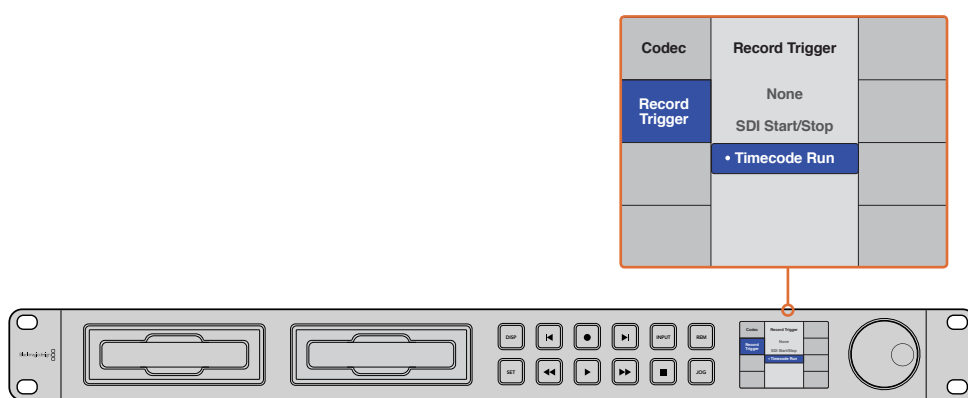 Codec
Record Trigger
Record
Trigger
None
SDI Start/Stop
• Timecode Run
Blackmagicdesign
DISP
INPUT
REM
SET
JOG
Codec
Record Trigger
Record
Trigger
None
SDI Start/Stop
• Timecode Run